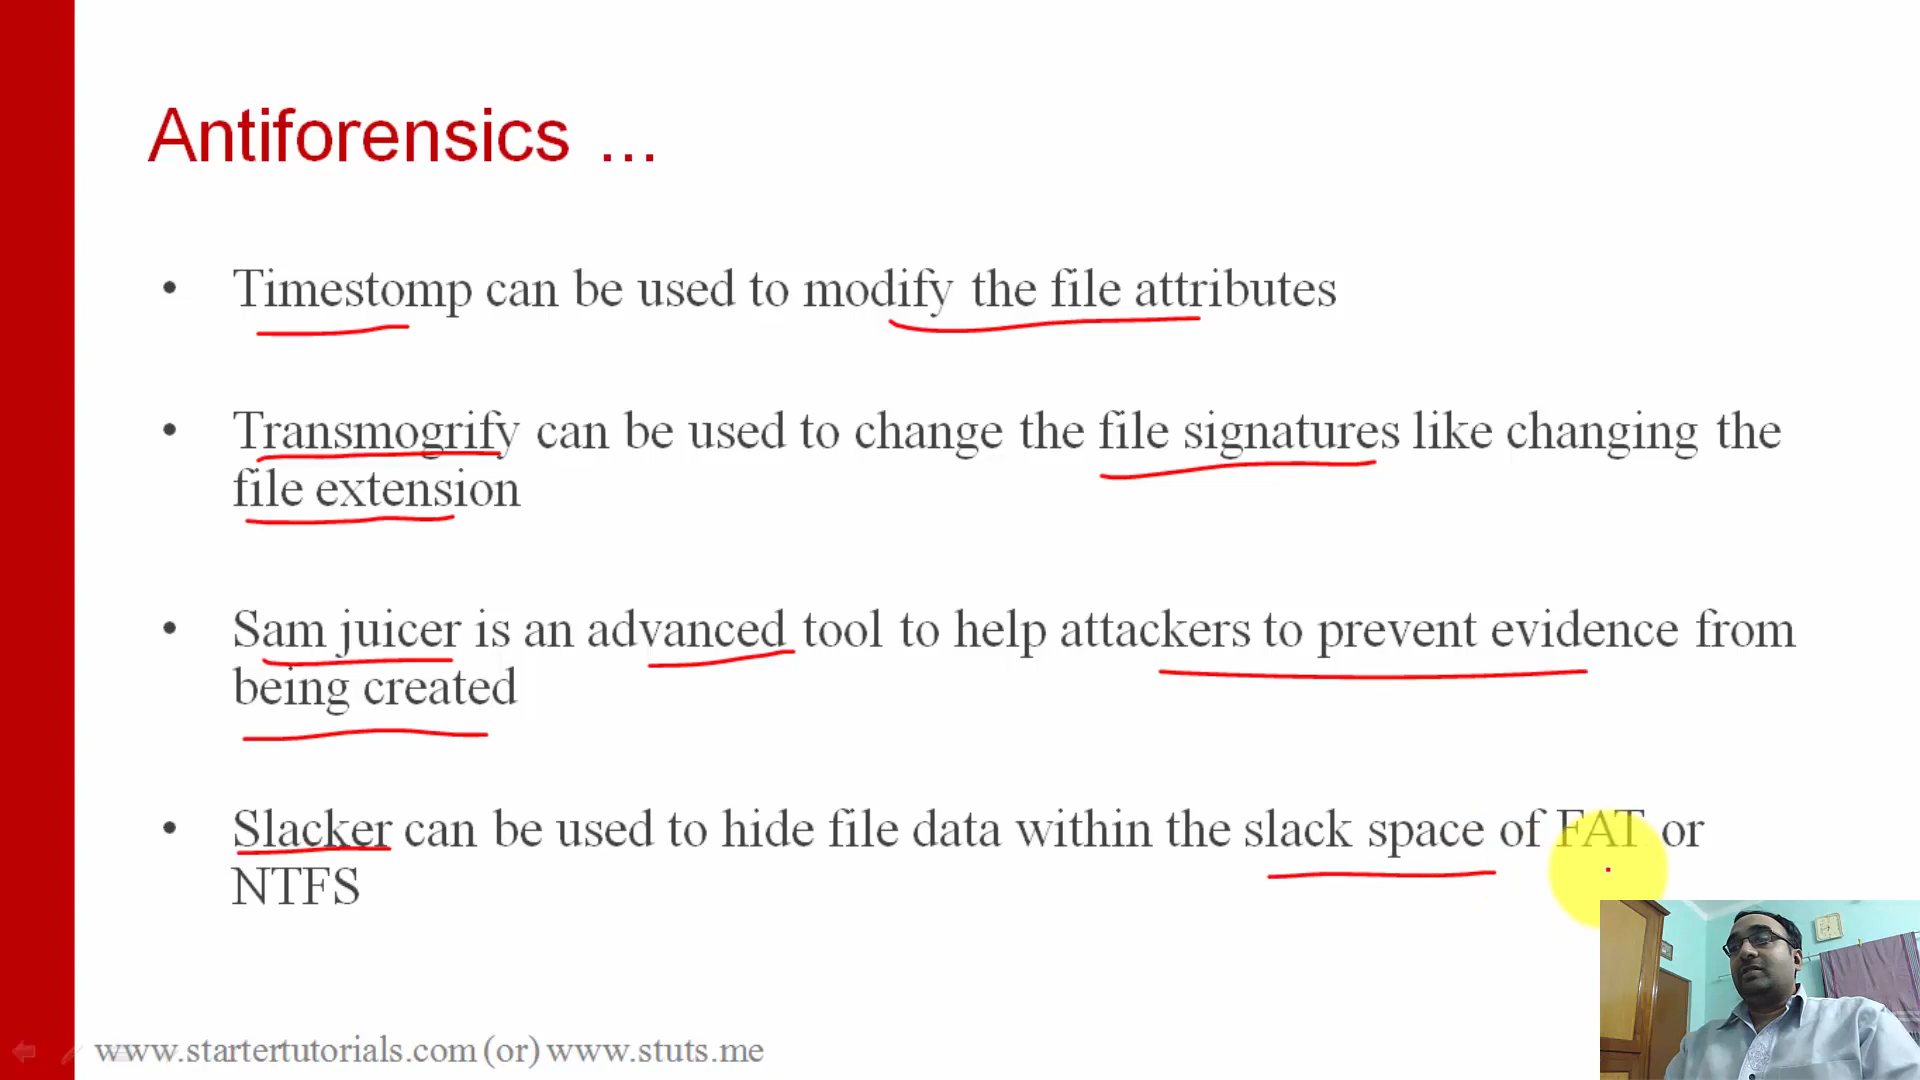 Antiforensics ...
• Timestomp can be used to modify the file attributes
• Transmogrify can be used to change the file signatures like changing the
file extension
• Sam juicer is an advanced tool to help attackers to prevent evidence from
being created
• Slacker can be used to hide file data within the slack space of FAT or
NTFS
www.startertutorials.com (or) www.stuts.me